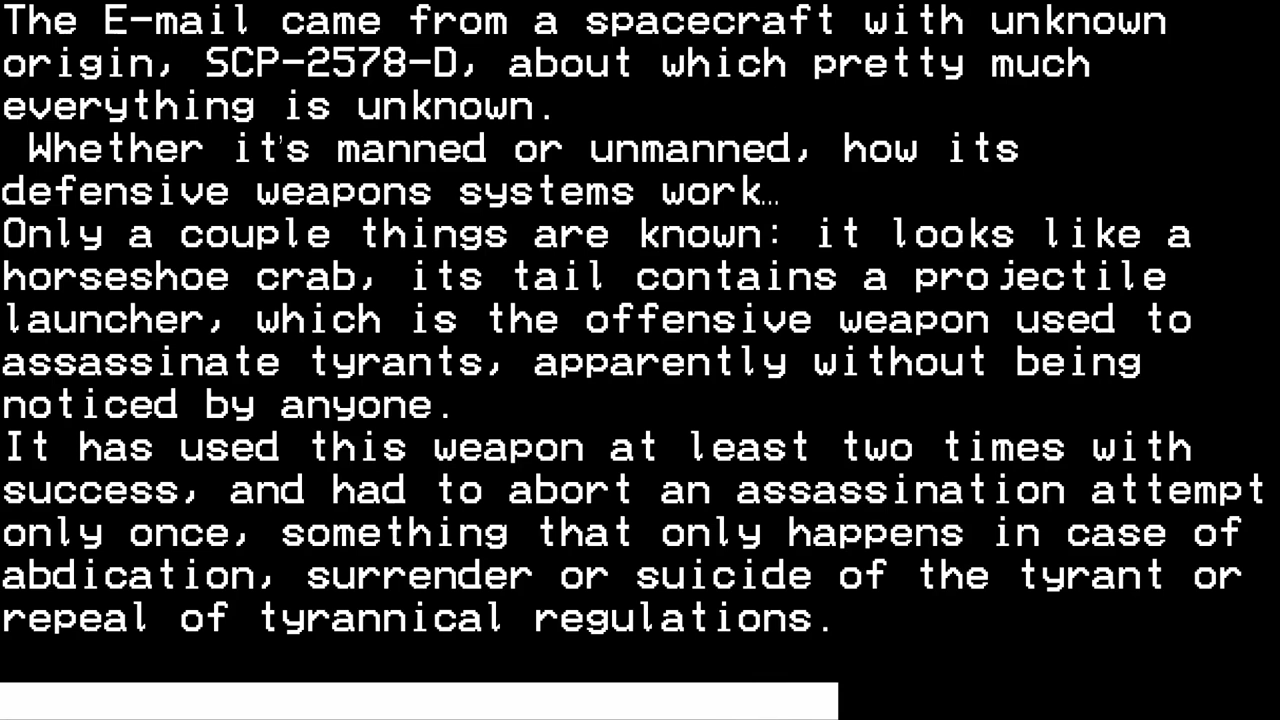 The E-mail came from a spacecraft with unknown
origin, SCP-2578-D, about which pretty much
everything is unknown.
Whether it's manned or unmanned, how its
defensive weapons systems work…
Only a couple things are known: it looks like a
horseshoe crab, its tail contains a projectile
launcher, which is the offensive weapon used to
assassinate tyrants, apparently without being
noticed by anyone.
It has used this weapon at least two times with
success, and had to abort an assassination attempt
only once, something that only happens in case of
abdication, surrender or suicide of the tyrant or
repeal of tyrannical regulations.